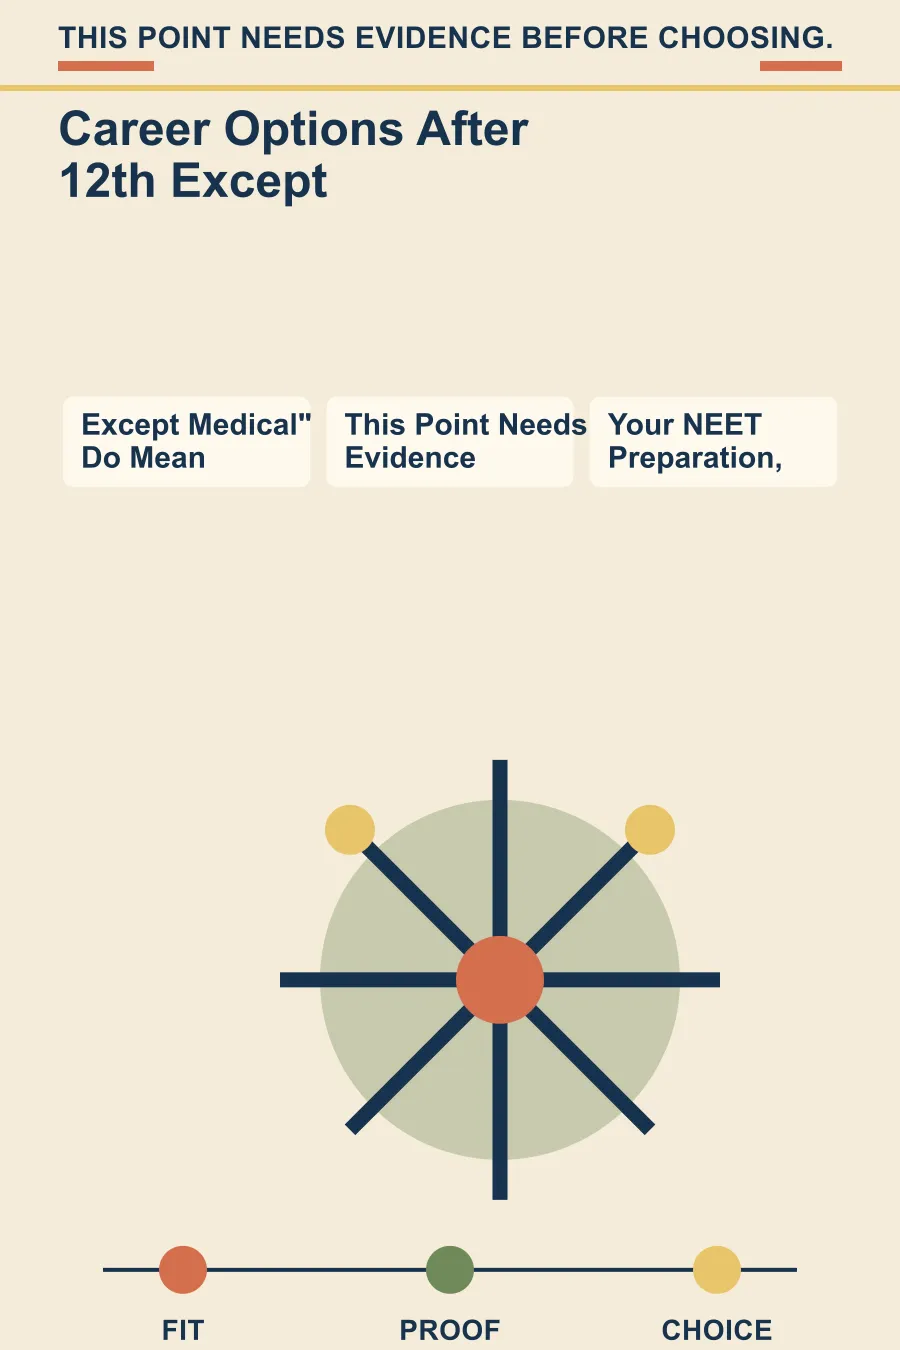 THIS POINT NEEDS EVIDENCE BEFORE CHOOSING.
Career Options After
12th Except
Except Medical"
Do Mean
This Point Needs
Evidence
Your NEET
Preparation,
FIT
PROOF
CHOICE